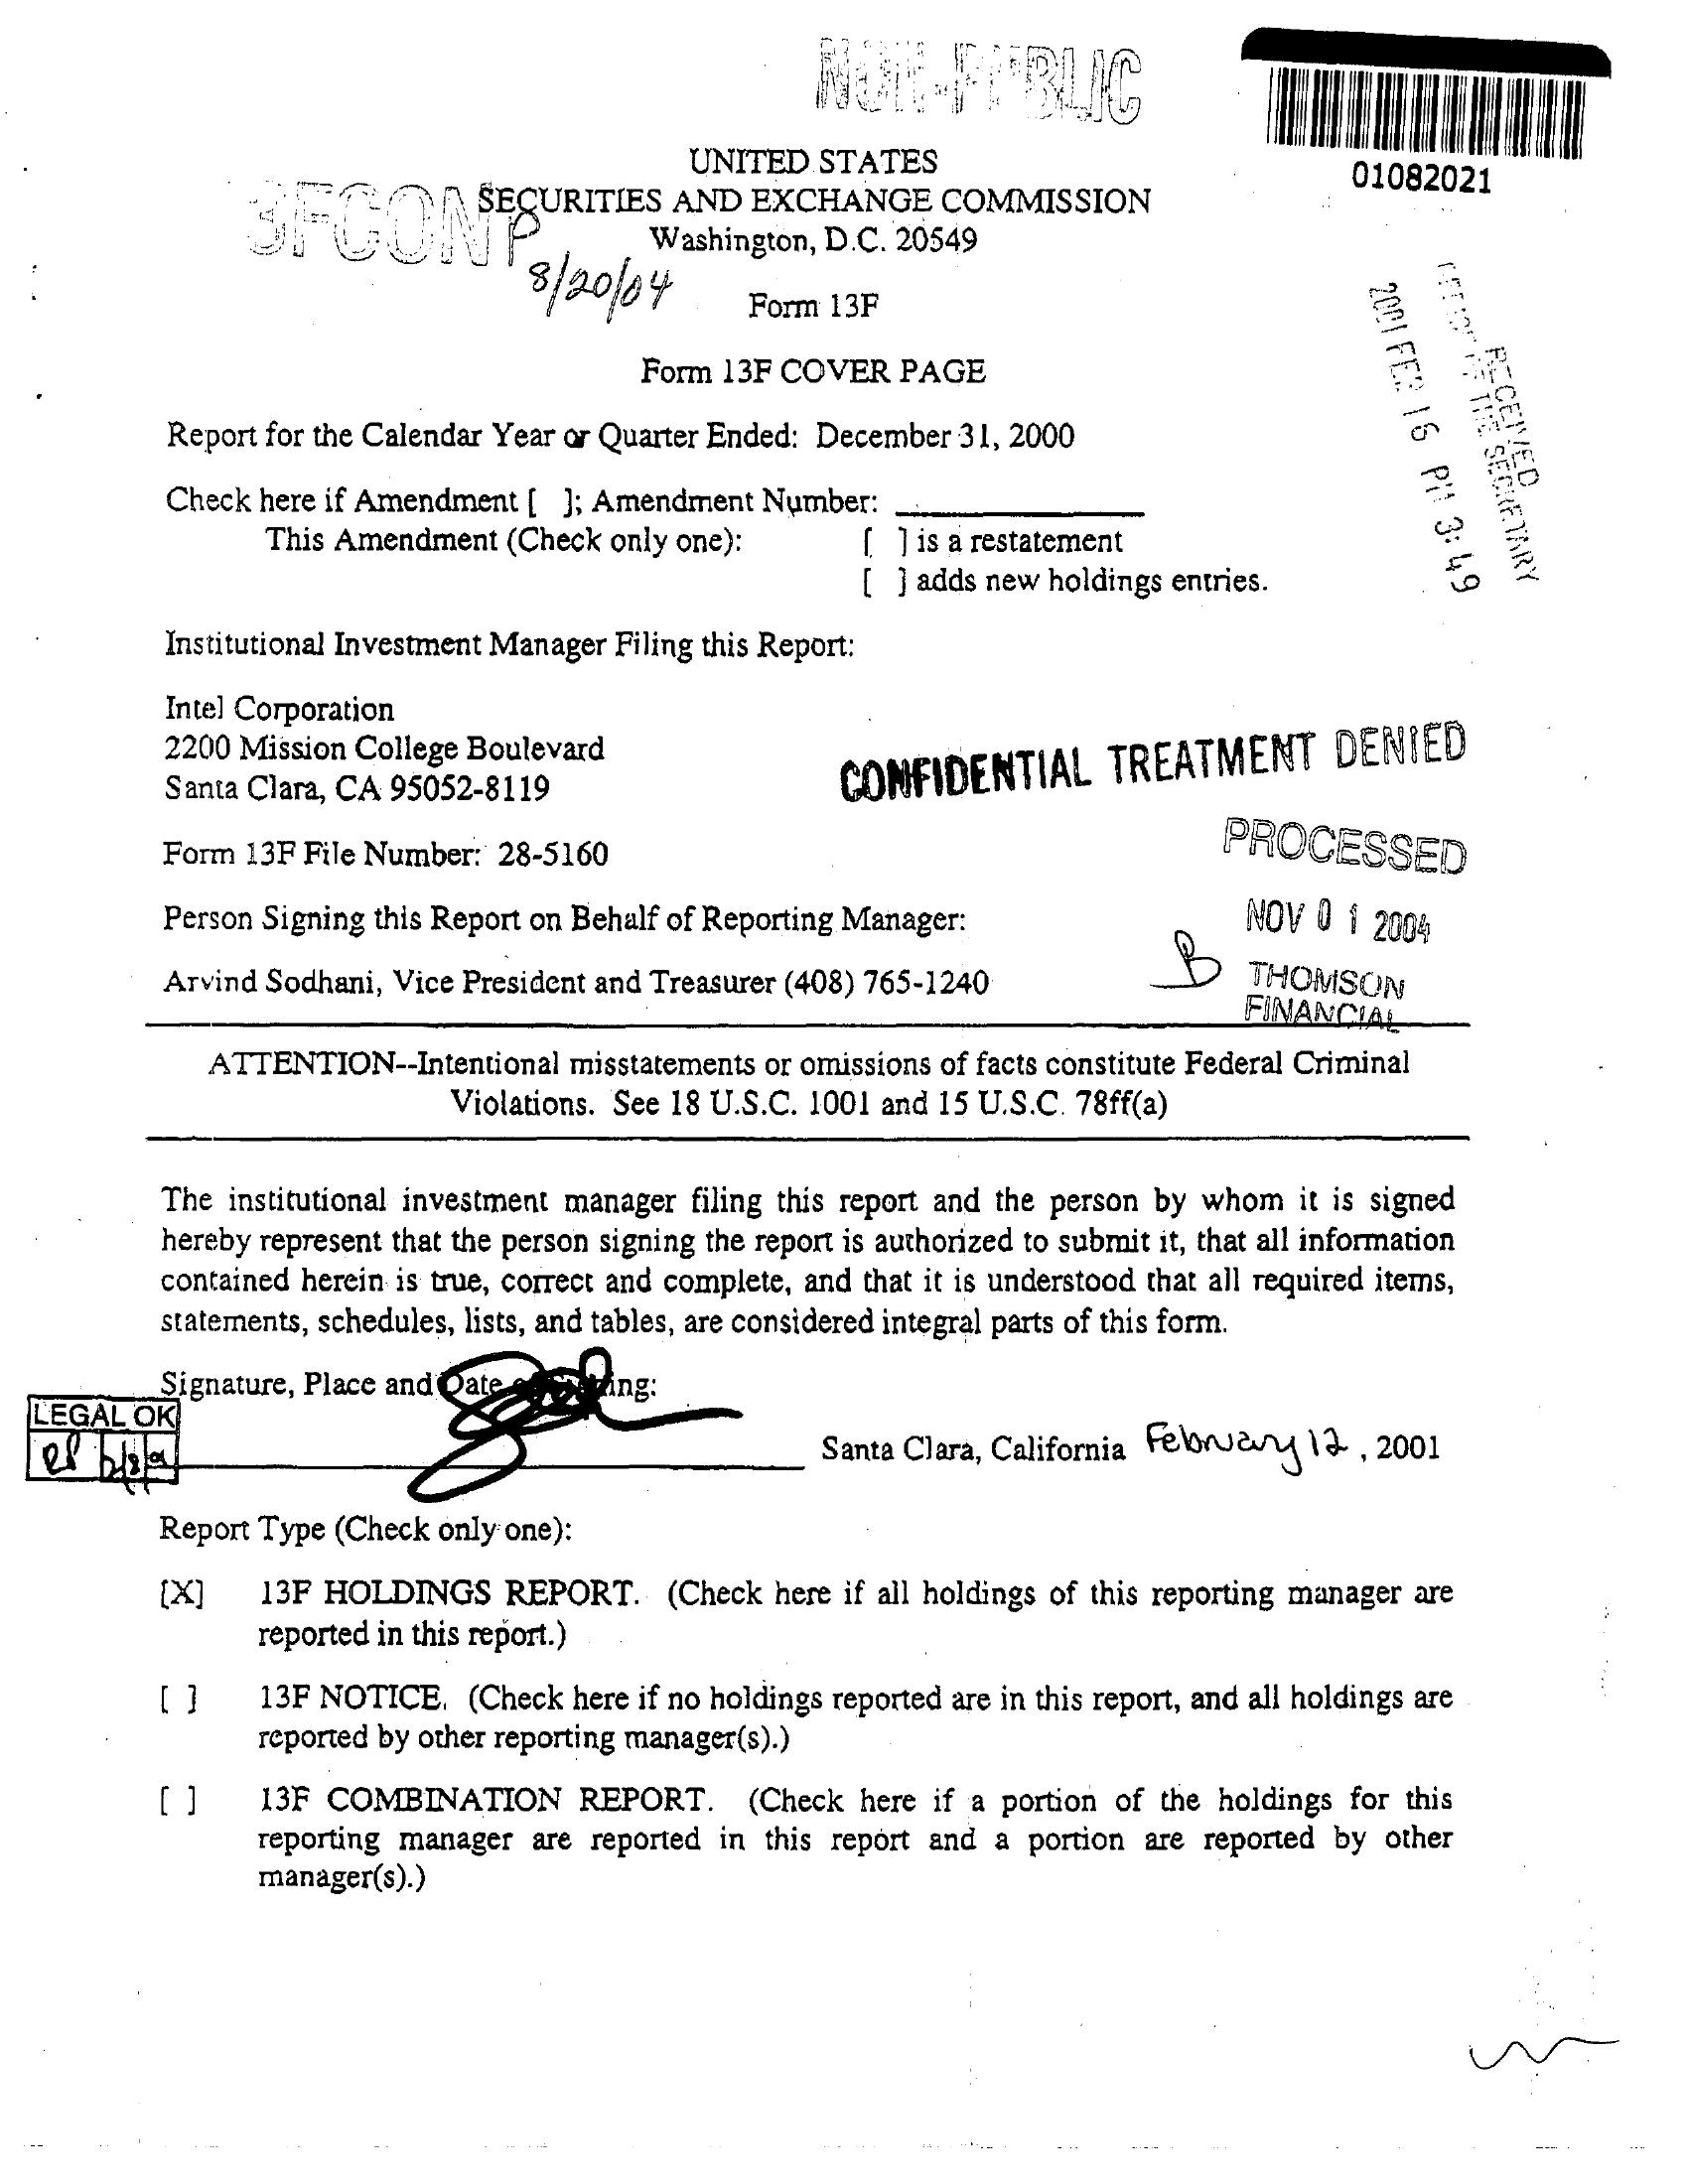 NON-PUBLIC
01082021
UNITED STATES
SECURITIES AND EXCHANGE COMMISSION
Washington, D.C. 20549
8/20/04
Form 13F
Form 13F COVER PAGE
RECEIVED
OFFICE OF THE SECRETARY
2001 FEB 16 PM 3:49
Report for the Calendar Year or Quarter Ended: December 31, 2000
Check here if Amendment [ ]; Amendment Number:
This Amendment (Check only one): [ ] is a restatement
[ ] adds new holdings entries.
Institutional Investment Manager Filing this Report:
Intel Corporation
2200 Mission College Boulevard
Santa Clara, CA 95052-8119
CONFIDENTIAL TREATMENT DENIED
Form 13F File Number: 28-5160
PROCESSED
NOV 01 2004
THOMSON
FINANCIAL
Person Signing this Report on Behalf of Reporting Manager:
Arvind Sodhani, Vice President and Treasurer (408) 765-1240
ATTENTION--Intentional misstatements or omissions of facts constitute Federal Criminal
Violations. See 18 U.S.C. 1001 and 15 U.S.C. 78ff(a)
The institutional investment manager filing this report and the person by whom it is signed
hereby represent that the person signing the report is authorized to submit it, that all information
contained herein is true, correct and complete, and that it is understood that all required items,
statements, schedules, lists, and tables, are considered integral parts of this form.
Signature, Place and Date
LEGAL OK
Santa Clara, California February 12, 2001
Report Type (Check only one):
[X] 13F HOLDINGS REPORT. (Check here if all holdings of this reporting manager are
reported in this report.)
[ ] 13F NOTICE. (Check here if no holdings reported are in this report, and all holdings are
reported by other reporting manager(s).)
[ ] 13F COMBINATION REPORT. (Check here if a portion of the holdings for this
reporting manager are reported in this report and a portion are reported by other
manager(s).)